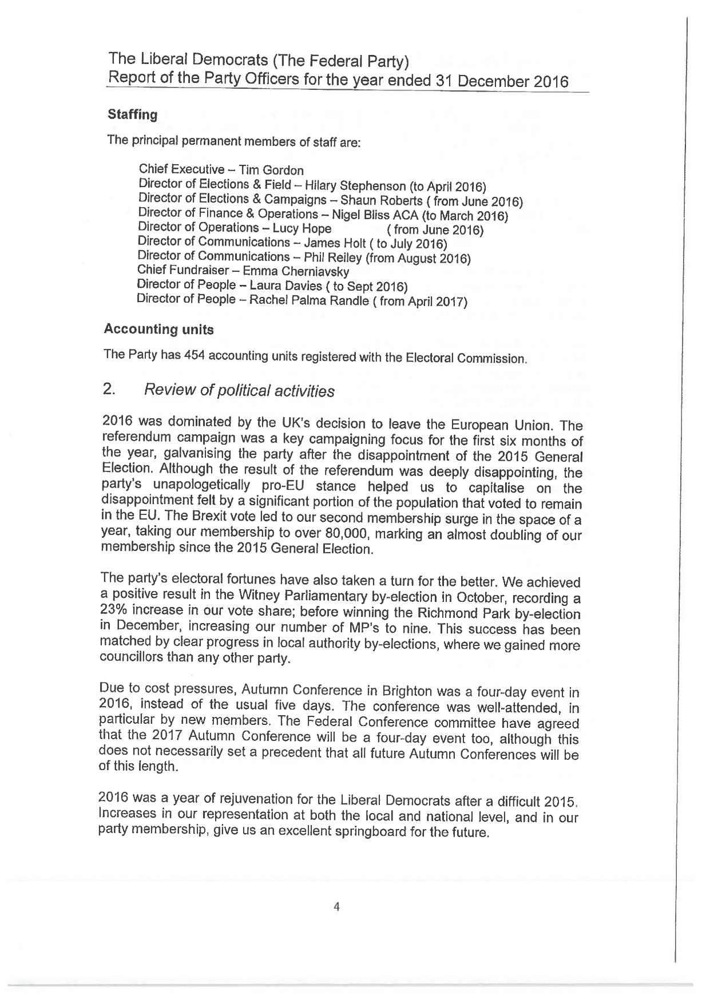 The Liberal Democrats (The Federal Party)
Report of the Party Officers for the year ended 31 December 2016
Staffing
The principal permanent members of staff are:
Chief Executive – Tim Gordon
Director of Elections & Field – Hilary Stephenson (to April 2016)
Director of Elections & Campaigns – Shaun Roberts ( from June 2016)
Director of Finance & Operations – Nigel Bliss ACA (to March 2016)
Director of Operations – Lucy Hope ( from June 2016)
Director of Communications – James Holt ( to July 2016)
Director of Communications – Phil Reiley (from August 2016)
Chief Fundraiser – Emma Cherniavsky
Director of People – Laura Davies ( to Sept 2016)
Director of People – Rachel Palma Randle ( from April 2017)
Accounting units
The Party has 454 accounting units registered with the Electoral Commission.
2. Review of political activities
2016 was dominated by the UK's decision to leave the European Union. The
referendum campaign was a key campaigning focus for the first six months of
the year, galvanising the party after the disappointment of the 2015 General
Election. Although the result of the referendum was deeply disappointing, the
party's unapologetically pro-EU stance helped us to capitalise on the
disappointment felt by a significant portion of the population that voted to remain
in the EU. The Brexit vote led to our second membership surge in the space of a
year, taking our membership to over 80,000, marking an almost doubling of our
membership since the 2015 General Election.
The party's electoral fortunes have also taken a turn for the better. We achieved
a positive result in the Witney Parliamentary by-election in October, recording a
23% increase in our vote share; before winning the Richmond Park by-election
in December, increasing our number of MP's to nine. This success has been
matched by clear progress in local authority by-elections, where we gained more
councillors than any other party.
Due to cost pressures, Autumn Conference in Brighton was a four-day event in
2016, instead of the usual five days. The conference was well-attended, in
particular by new members. The Federal Conference committee have agreed
that the 2017 Autumn Conference will be a four-day event too, although this
does not necessarily set a precedent that all future Autumn Conferences will be
of this length.
2016 was a year of rejuvenation for the Liberal Democrats after a difficult 2015.
Increases in our representation at both the local and national level, and in our
party membership, give us an excellent springboard for the future.
4